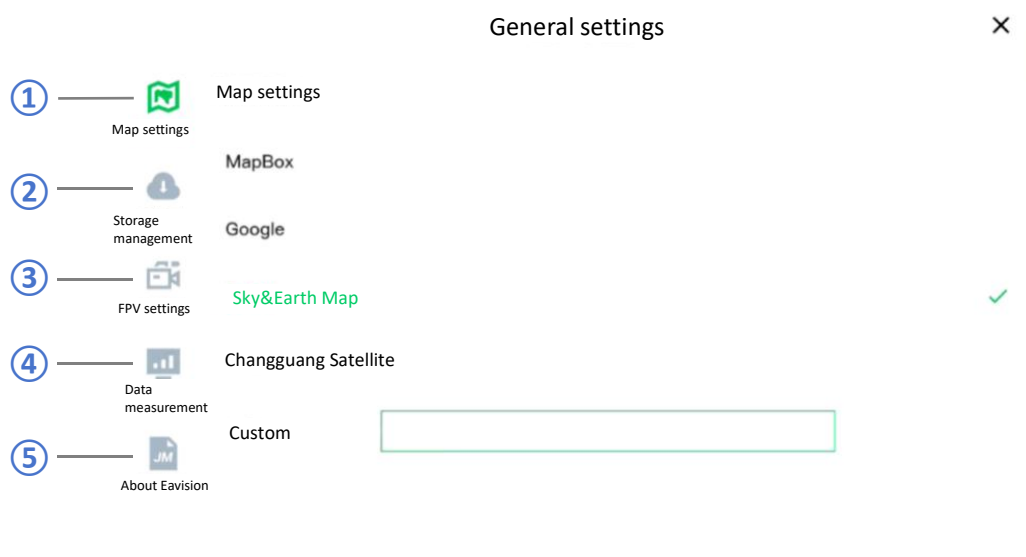 General settings
①
Map settings
Map settings
②
Storage
management
③
FPV settings
④
Data
measurement
⑤
JM
About Eavision
MapBox
Google
Sky&Earth Map
Changguang Satellite
Custom